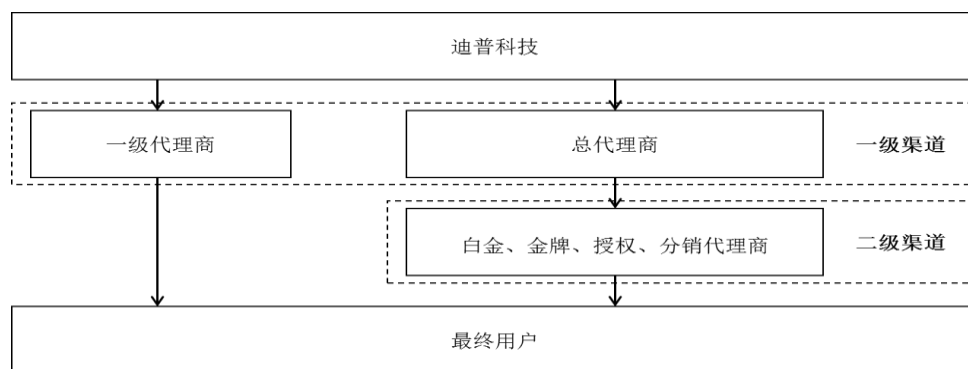 迪普科技
一级代理商
总代理商
一级渠道
白金、金牌、授权、分销代理商
二级渠道
最终用户